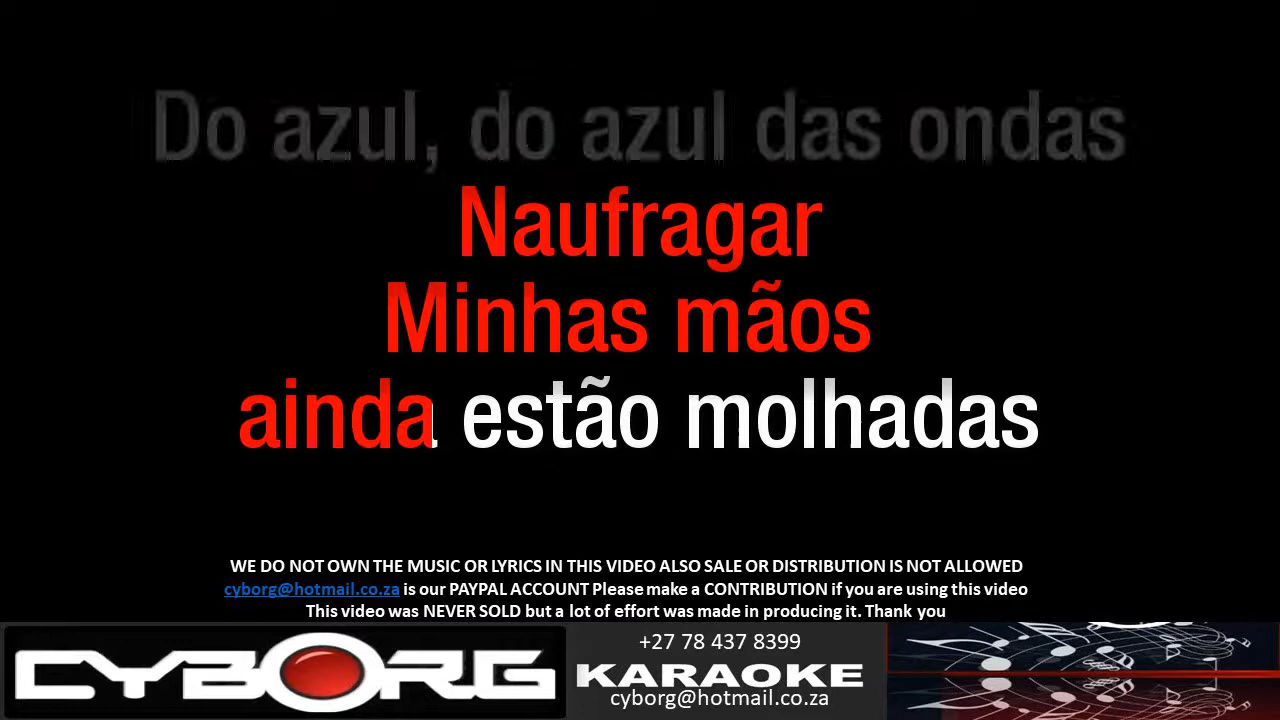 Do azul, do azul das ondas
Naufragar
Minhas mãos
ainda estão molhadas
WE DO NOT OWN THE MUSIC OR LYRICS IN THIS VIDEO ALSO SALE OR DISTRIBUTION IS NOT ALLOWED
cyborg@hotmail.co.za is our PAYPAL ACCOUNT Please make a CONTRIBUTION if you are using this video
This video was NEVER SOLD but a lot of effort was made in producing it. Thank you
CYBORG
+27 78 437 8399
KARAOKE
cyborg@hotmail.co.za